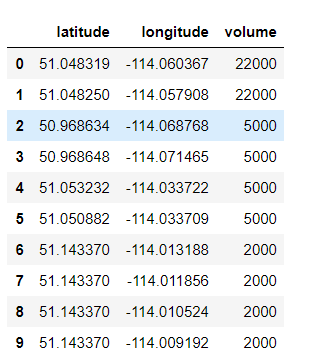 latitude longitude volume
0 51.048319 -114.060367 22000
1 51.048250 -114.057908 22000
2 50.968634 -114.068768 5000
3 50.968648 -114.071465 5000
4 51.053232 -114.033722 5000
5 51.050882 -114.033709 5000
6 51.143370 -114.013188 2000
7 51.143370 -114.011856 2000
8 51.143370 -114.010524 2000
9 51.143370 -114.009192 2000